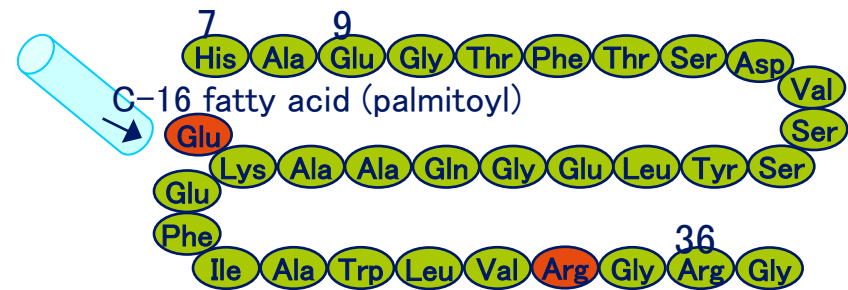 7 9
His Ala Glu Gly Thr Phe Thr Ser Asp
Val
C-16 fatty acid (palmitoyl)
Glu Ser
Lys Ala Ala Gln Gly Glu Leu Tyr Ser
Glu
Phe
36
Ile Ala Trp Leu Val Arg Gly Arg Gly